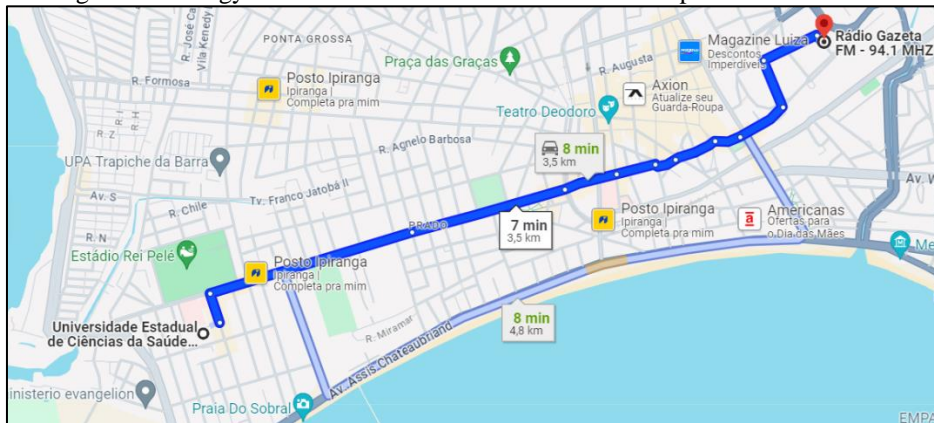 R. José Ca
Vila Kenedy
PONTA GROSSA
R. Formosa
Posto Ipiranga
Ipiranga |
Completa pra mim
Praça das Graças
R. Augusta
Magazine Luiza
Descontos
Imperdíveis
magalu
Rádio Gazeta
FM - 94.1 MHZ
Axion
Atualize seu
Guarda-Roupa
Teatro Deodoro
R. Agnelo Barbosa
8 min
3,5 km
UPA Trapiche da Barra
R. Z
R. I
R. H
Av. S
R. Chile
Tv. Franco Jatobá II
R. N
PRADO
7 min
3,5 km
Posto Ipiranga
Ipiranga |
Completa pra mim
Americanas
Ofertas para
o Dia das Mães
Av. W
Me
Estádio Rei Pelé
Posto Ipiranga
Ipiranga |
Completa pra mim
8 min
4,8 km
R. Miramar
Av. Assis Chateaubriand
Universidade Estadual
de Ciências da Saúde...
inisterio evangelion
Praia Do Sobral
EMPA